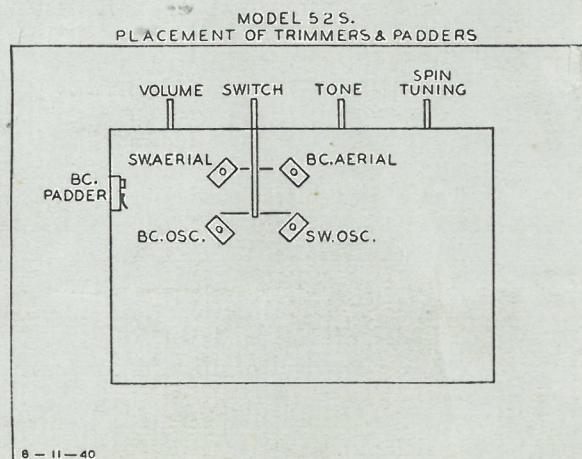 MODEL 52S.
PLACEMENT OF TRIMMERS & PADDERS
VOLUME SWITCH TONE SPIN TUNING
SW.AERIAL BC.AERIAL
BC. PADDER
BC.OSC. SW.OSC.
8-11-40